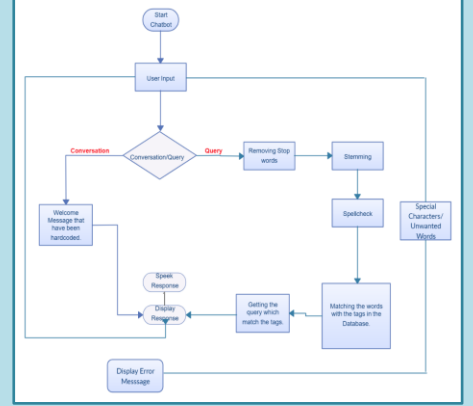 Start
Chatbot
User Input
Conversation
Query
Conversation/Query
Removing Stop
words
Stemming
Welcome
Message that
have been
hardcoded.
Spellcheck
Special
Characters/
Unwanted
Words
Speek
Response
Display
Response
Getting the
query which
match the tags.
Matching the words
with the tags in the
Database.
Display Error
Messsage